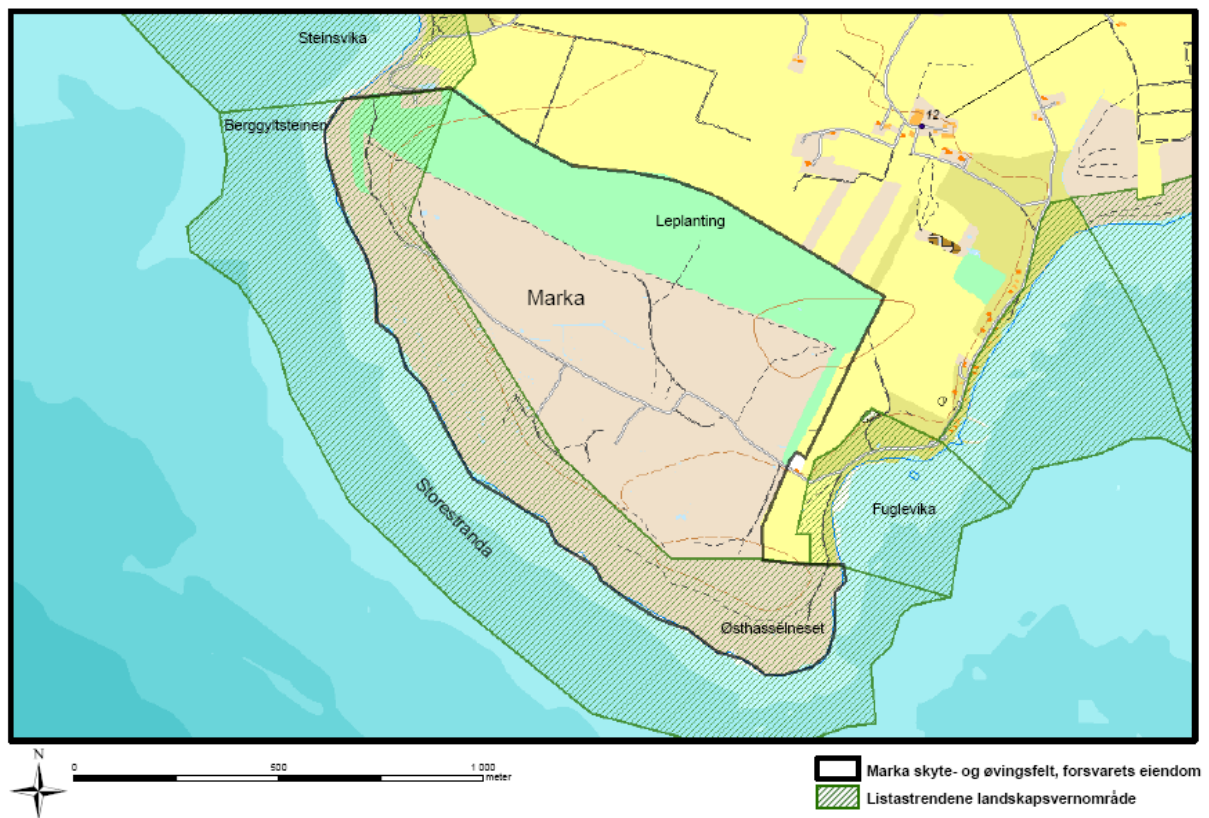 Steinsvika
Berggyltsteinen
12
Leplanting
Marka
Storestranda
Fuglevika
Østhasselneset
N
0
500
1 000
meter
Marka skyte- og øvingsfelt, forsvarets eiendom
Listastrendene landskapsvernområde